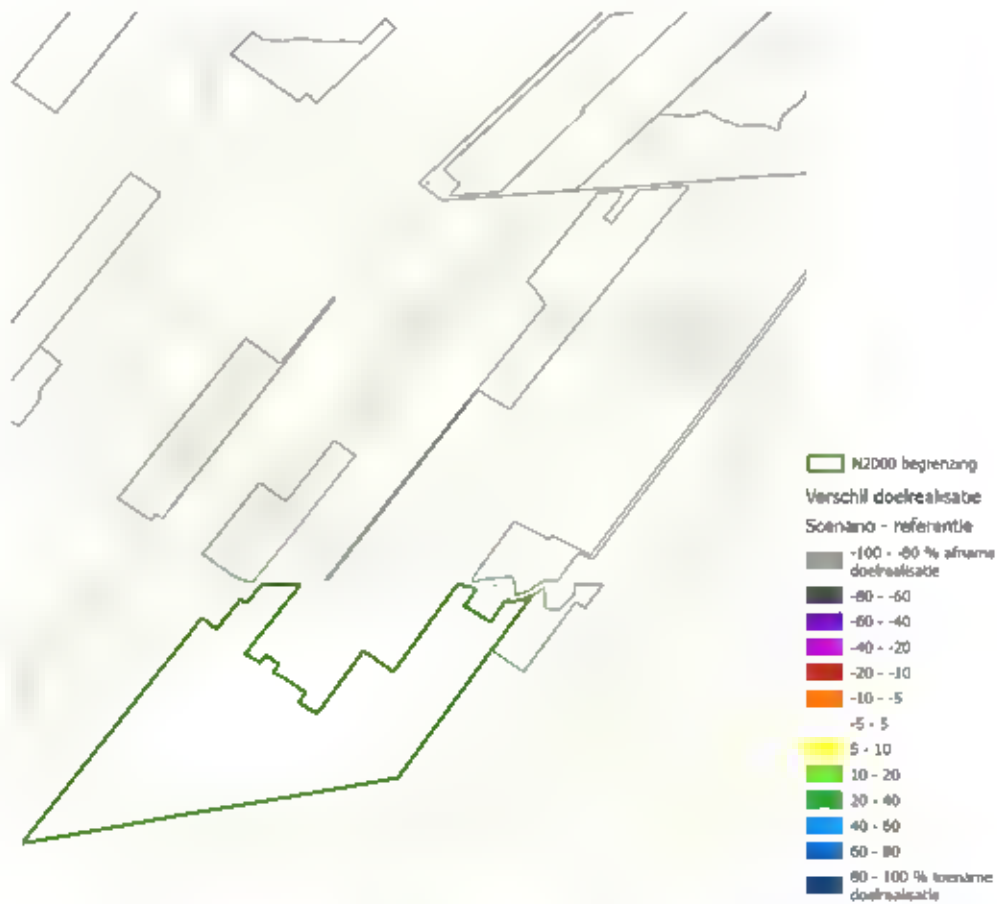 N2000 begrenzing
Verschil doelrealisatie
Scenario - referentie
-100 - -80 % afname
doelrealisatie
-80 - -60
-60 - -40
-40 - -20
-20 - -10
-10 - -5
-5 - 5
5 - 10
10 - 20
20 - 40
40 - 60
60 - 80
80 - 100 % toename
doelrealisatie